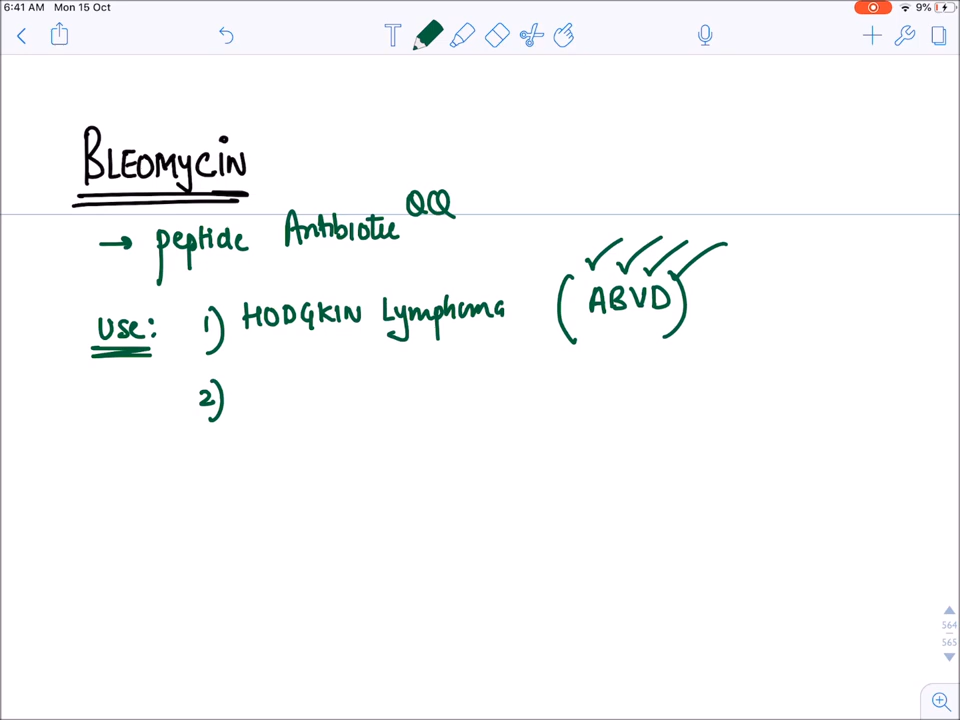 6:41 AM Mon 15 Oct
9%
T
BLEOMYCIN
→ peptide Antibiotic QQ
Use: 1) HODGKIN Lymphoma (ABVD)
2)
564
565